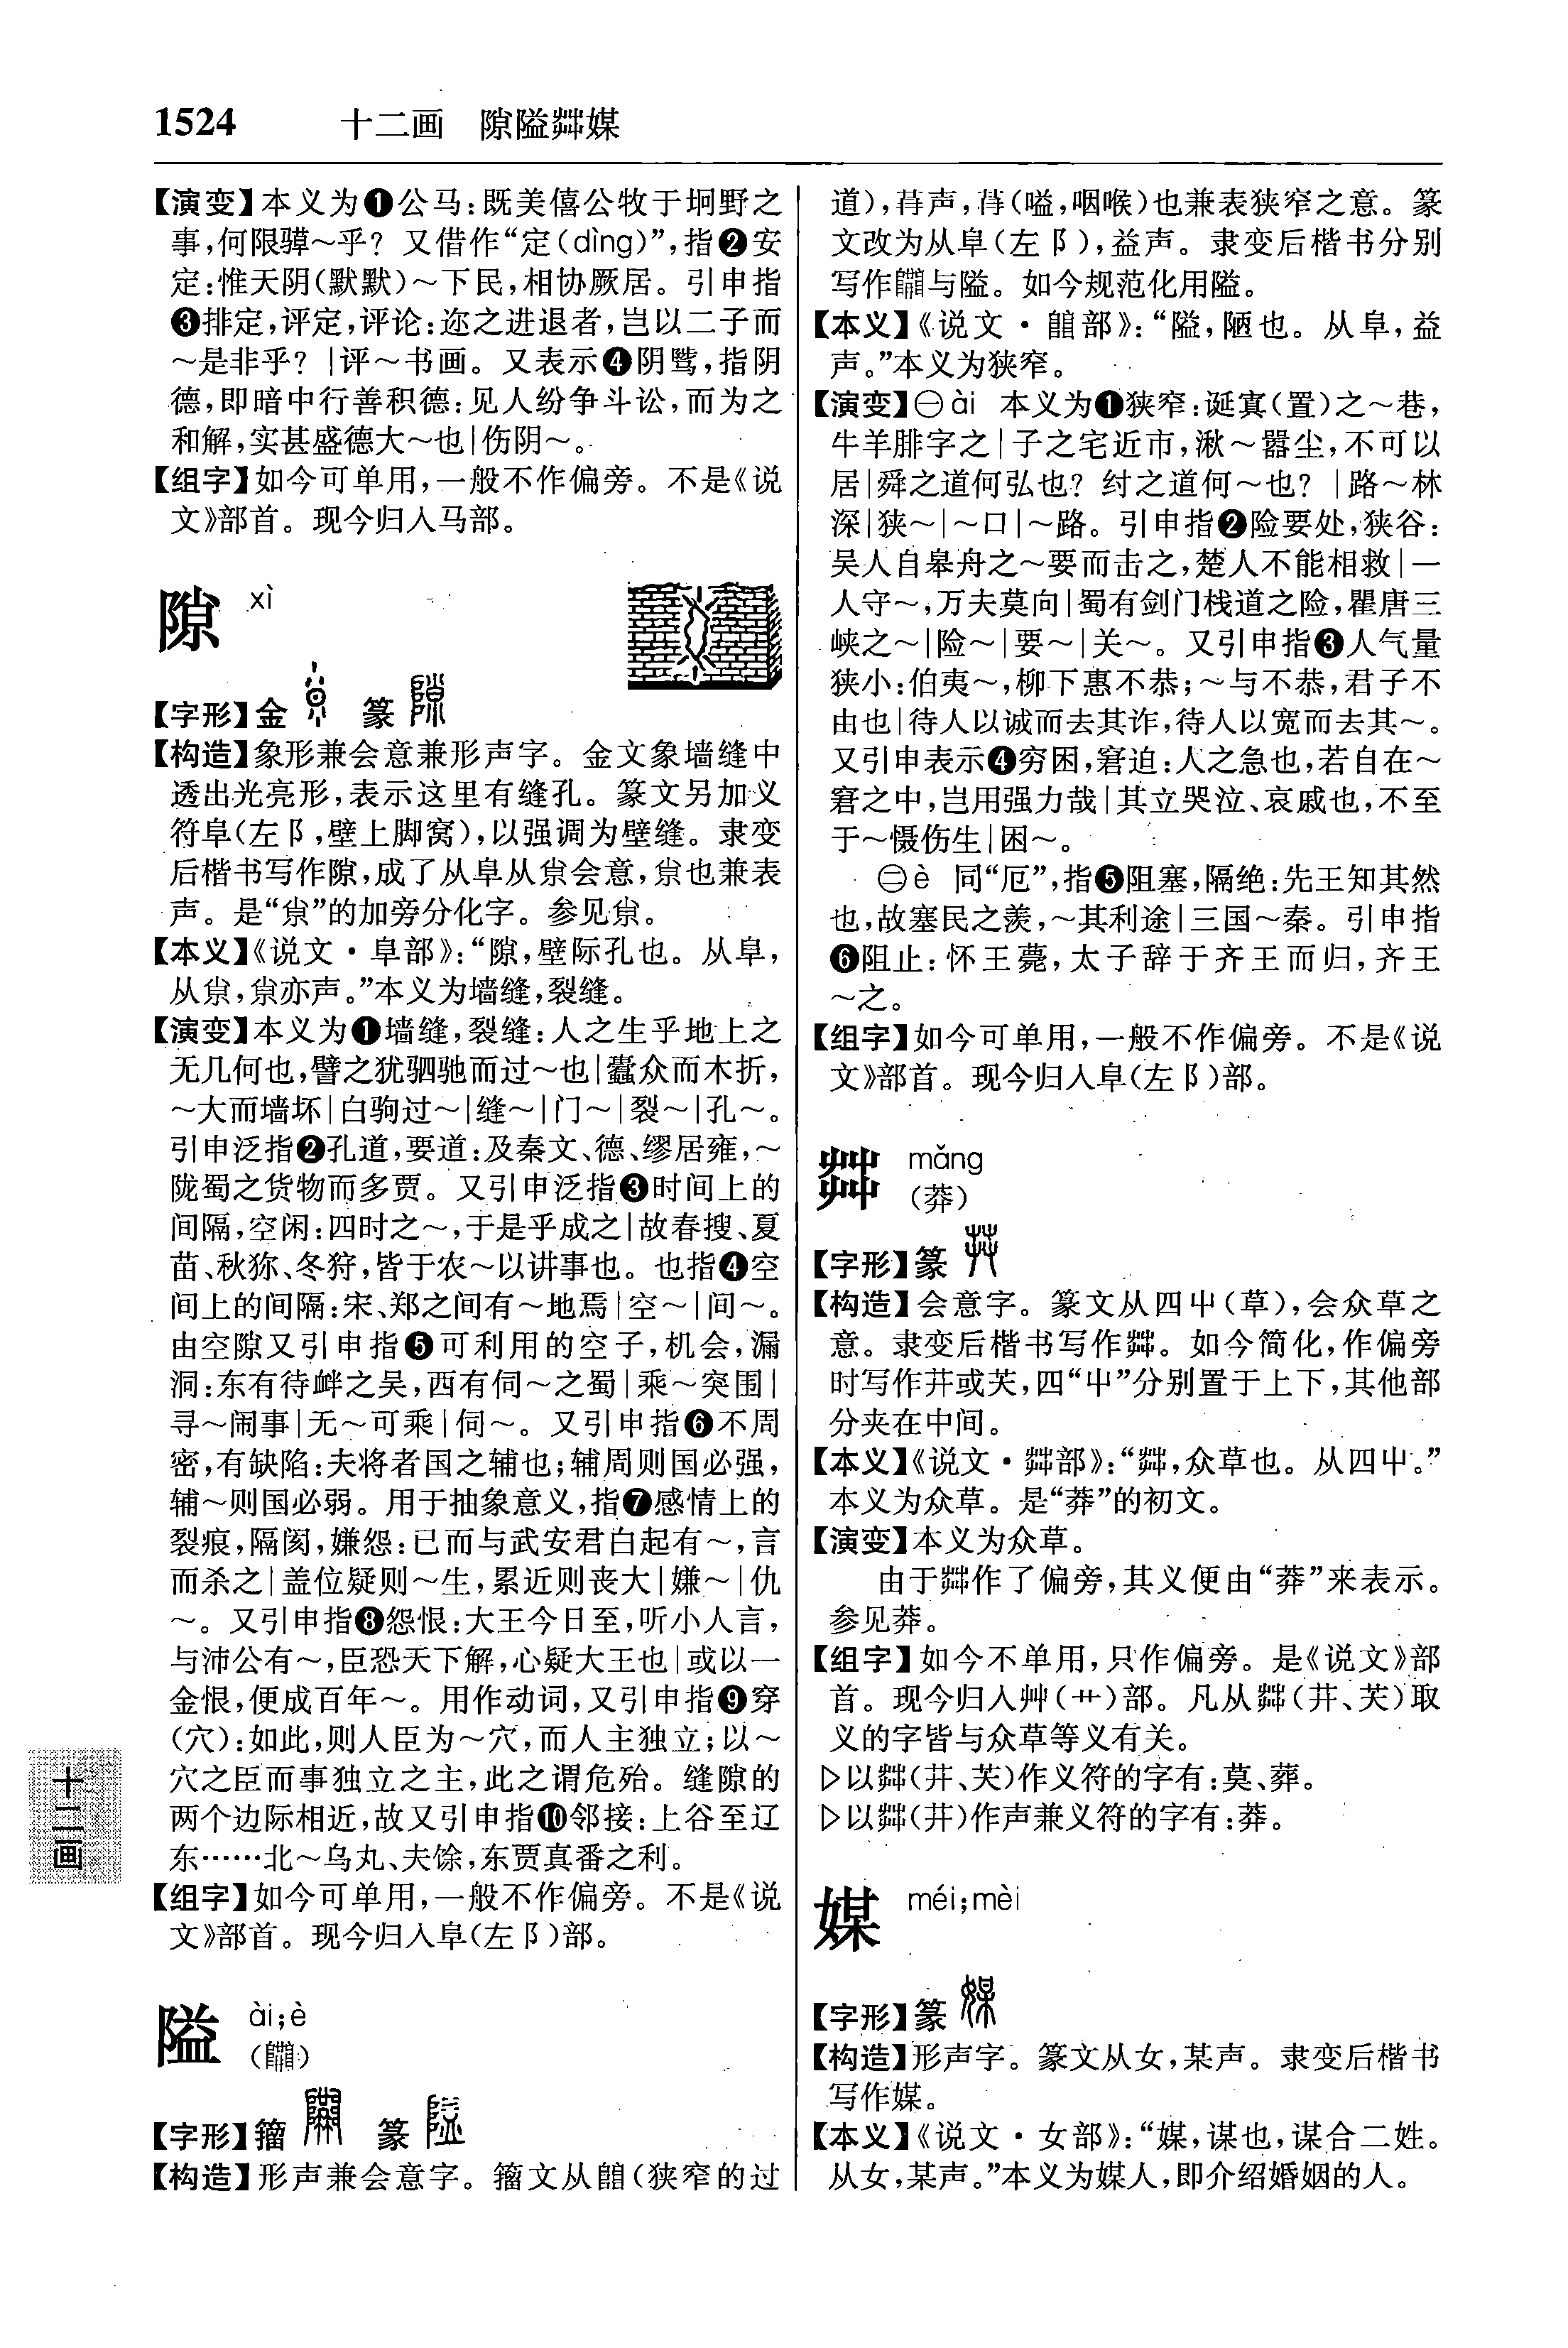 1524 十二画 隙隘茻媒
【演变】本义为❶公马:既美僖公牧于坰野之
事,何限骣～乎? 又借作“定(dìng)”,指❷安
定:惟天阴(默默)～下民,相协厥居。引申指
❸排定,评定,评论:迩之进退者,岂以二子而
～是非乎? |评～书画。又表示❹阴骘,指阴
德,即暗中行善积德:见人纷争斗讼,而为之
和解,实甚盛德大～也|伤阴～。
【组字】如今可单用,一般不作偏旁。不是《说
文》部首。现今归入马部。
隙 xì
【字形】金 篆
【构造】象形兼会意兼形声字。金文象墙缝中
透出光亮形,表示这里有缝孔。篆文另加义
符阜(左阝,壁上脚窝),以强调为壁缝。隶变
后楷书写作隙,成了从阜从㡀会意,㡀也兼表
声。是“㡀”的加旁分化字。参见㡀。
【本义】《说文·阜部》:“隙,壁际孔也。从阜,
从㡀,㡀亦声。”本义为墙缝,裂缝。
【演变】本义为❶墙缝,裂缝:人之生乎地上之
无几何也,譬之犹驷驰而过～也|蠹众而木折,
～大而墙坏|白驹过～|缝～|门～|裂～|孔～。
引申泛指❷孔道,要道:及秦文、德、缪居雍,～
陇蜀之货物而多贾。又引申泛指❸时间上的
间隔,空闲:四时之～,于是乎成之|故春搜、夏
苗、秋狝、冬狩,皆于农～以讲事也。也指❹空
间上的间隔:宋、郑之间有～地焉|空～|间～。
由空隙又引申指❺可利用的空子,机会,漏
洞:东有待衅之吴,西有伺～之蜀|乘～突围|
寻～闹事|无～可乘|伺～。又引申指❻不周
密,有缺陷:夫将者国之辅也;辅周则国必强,
辅～则国必弱。用于抽象意义,指❼感情上的
裂痕,隔阂,嫌怨:已而与武安君白起有～,言
而杀之|盖位疑则～生,累近则丧大|嫌～|仇
～。又引申指❽怨恨:大王今日至,听小人言,
与沛公有～,臣恐天下解,心疑大王也|或以一
金恨,便成百年～。用作动词,又引申指❾穿
(穴):如此,则人臣为～穴,而人主独立;以～
穴之臣而事独立之主,此之谓危殆。缝隙的
两个边际相近,故又引申指❿邻接:上谷至辽
东……北～乌丸、夫馀,东贾真番之利。
【组字】如今可单用,一般不作偏旁。不是《说
文》部首。现今归入阜(左阝)部。
隘 ài;è
()
【字形】籀 篆
【构造】形声兼会意字。籀文从𨺅(狭窄的过
道),𠔌声,𠔌(嗌,咽喉)也兼表狭窄之意。篆
文改为从阜(左阝),益声。隶变后楷书分别
写作与隘。如今规范化用隘。
【本义】《说文·𨺅部》:“隘,陋也。从阜,益
声。”本义为狭窄。
【演变】㊀ài 本义为❶狭窄:诞寘(置)之～巷,
牛羊腓字之|子之宅近市,湫～嚣尘,不可以
居|舜之道何弘也? 纣之道何～也? |路～林
深|狭～|～口|～路。引申指❷险要处,狭谷:
吴人自皋舟之～要而击之,楚人不能相救|一
人守～,万夫莫向|蜀有剑门栈道之险,瞿唐三
峡之～|险～|要～|关～。又引申指❸人气量
狭小:伯夷～,柳下惠不恭;～与不恭,君子不
由也|待人以诚而去其诈,待人以宽而去其～。
又引申表示❹穷困,窘迫:人之急也,若自在～
窘之中,岂用强力哉|其立哭泣、哀戚也,不至
于～慑伤生|困～。
㊁è 同“厄”,指❺阻塞,隔绝:先王知其然
也,故塞民之羡,～其利途|三国～秦。引申指
❻阻止:怀王薨,太子辞于齐王而归,齐王
～之。
【组字】如今可单用,一般不作偏旁。不是《说
文》部首。现今归入阜(左阝)部。
茻 mǎng
(莽)
【字形】篆
【构造】会意字。篆文从四屮(草),会众草之
意。隶变后楷书写作茻。如今简化,作偏旁
时写作茾或芖,四“屮”分别置于上下,其他部
分夹在中间。
【本义】《说文·茻部》:“茻,众草也。从四屮。”
本义为众草。是“莽”的初文。
【演变】本义为众草。
由于茻作了偏旁,其义便由“莽”来表示。
参见莽。
【组字】如今不单用,只作偏旁。是《说文》部
首。现今归入艸(艹)部。凡从茻(茾、芖)取
义的字皆与众草等义有关。
▷以茻(茾、芖)作义符的字有:莫、葬。
▷以茻(茾)作声兼义符的字有:莽。
媒 méi;mèi
【字形】篆
【构造】形声字。篆文从女,某声。隶变后楷书
写作媒。
【本义】《说文·女部》:“媒,谋也,谋合二姓。
从女,某声。”本义为媒人,即介绍婚姻的人。
十二画